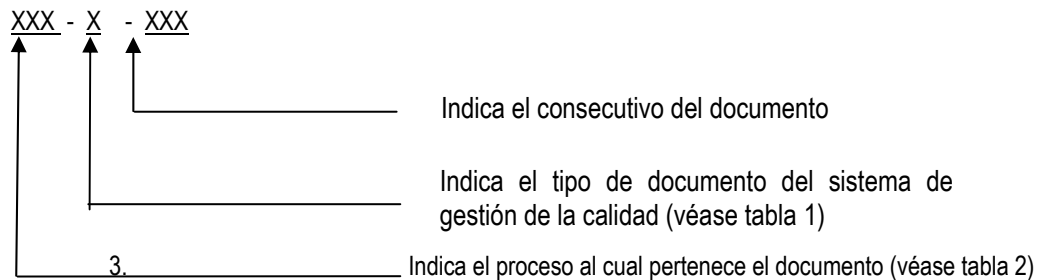 XXX - X - XXX
Indica el consecutivo del documento
Indica el tipo de documento del sistema de
gestión de la calidad (véase tabla 1)
3. Indica el proceso al cual pertenece el documento (véase tabla 2)